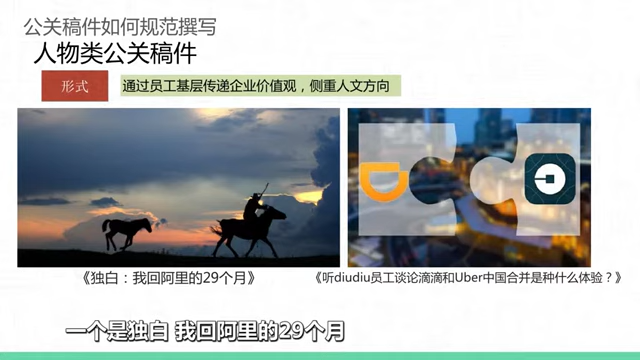 公关稿件如何规范撰写
人物类公关稿件
形式
通过员工基层传递企业价值观，侧重人文方向
《独白：我回阿里的29个月》
《听diudiu员工谈论滴滴和Uber中国合并是种什么体验？》
一个是独白 我回阿里的29个月